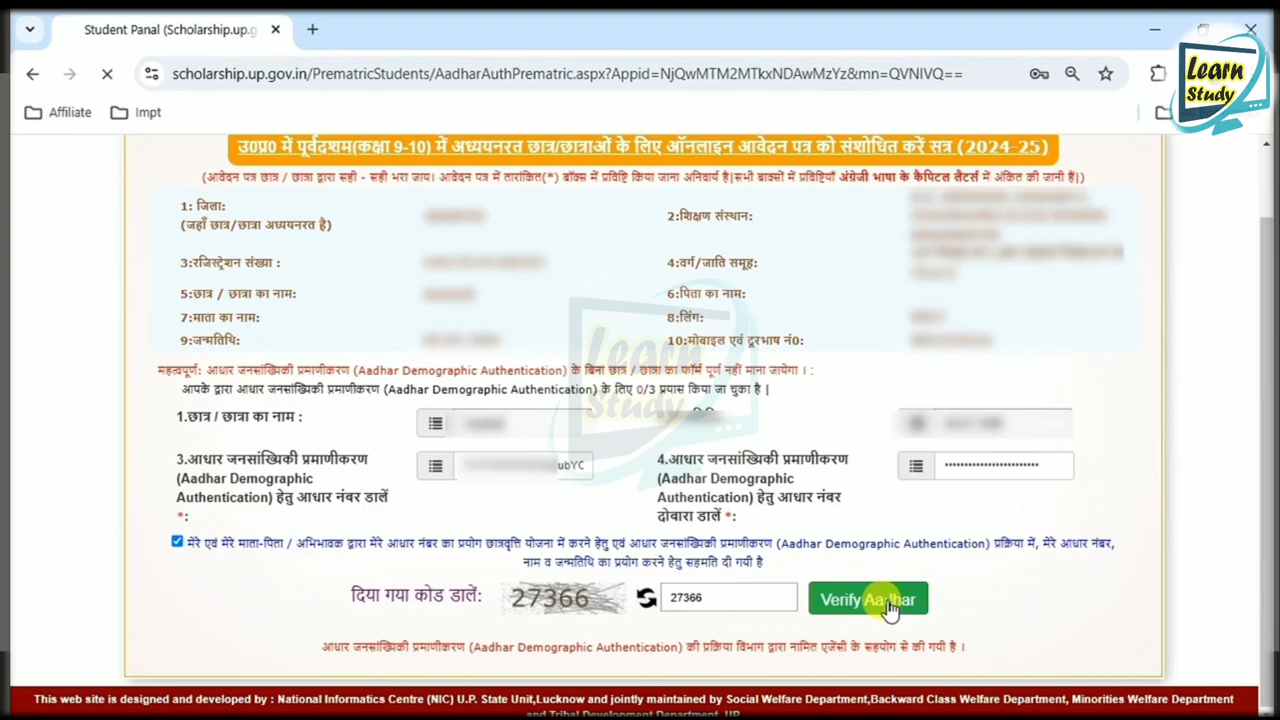 Student Panal (Scholarship.up.g
Learn
Study
scholarship.up.gov.in/PrematricStudents/AadharAuthPrematric.aspx?Appid=NjQwMTM2MTkxNDAwMzYz&mn=QVNIVQ==
Affiliate
Impt
उ0प्र0 में पूर्वदशम(कक्षा 9-10) में अध्ययनरत छात्र/छात्राओं के लिए ऑनलाइन आवेदन पत्र को संशोधित करें सत्र (2024-25)
(आवेदन पत्र छात्र / छात्रा द्वारा सही - सही भरा जाय। आवेदन पत्र में तारांकित(*) बॉक्स में प्रविष्टि किया जाना अनिवार्य है|सभी बाक्सों में प्रविष्टियाँ अंग्रेजी भाषा के कैपिटल लैटर्स में अंकित की जानी हैं|)
1: जिला:
(जहाँ छात्र/छात्रा अध्ययनरत है)
2:शिक्षण संस्थान:
3:रजिस्ट्रेशन संख्या :
4:वर्ग/जाति समूह:
5:छात्र / छात्रा का नाम:
6:पिता का नाम:
7:माता का नाम:
8:लिंग:
9:जन्मतिथि:
10:मोबाइल एवं दूरभाष नं0:
महत्वपूर्ण: आधार जनसांख्यिकी प्रमाणीकरण (Aadhar Demographic Authentication) के बिना छात्र / छात्रा का फॉर्म पूर्ण नहीं माना जायेगा । :
आपके द्वारा आधार जनसांख्यिकी प्रमाणीकरण (Aadhar Demographic Authentication) के लिए 0/3 प्रयास किया जा चुका है |
Learn
Study
1.छात्र / छात्रा का नाम :
3.आधार जनसांख्यिकी प्रमाणीकरण
(Aadhar Demographic
Authentication) हेतु आधार नंबर डालें
*:
ubYC
4.आधार जनसांख्यिकी प्रमाणीकरण
(Aadhar Demographic
Authentication) हेतु आधार नंबर
दोबारा डालें *:
मेरे एवं मेरे माता-पिता / अभिभावक द्वारा मेरे आधार नंबर का प्रयोग छात्रवृत्ति योजना में करने हेतु एवं आधार जनसांख्यिकी प्रमाणीकरण (Aadhar Demographic Authentication) प्रक्रिया में, मेरे आधार नंबर,
नाम व जन्मतिथि का प्रयोग करने हेतु सहमति दी गयी है
दिया गया कोड डालें:
27366
27366
Verify Aadhar
आधार जनसांख्यिकी प्रमाणीकरण (Aadhar Demographic Authentication) की प्रक्रिया विभाग द्वारा नामित एजेंसी के सहयोग से की गयी है ।
This web site is designed and developed by : National Informatics Centre (NIC) U.P. State Unit,Lucknow and jointly maintained by Social Welfare Department,Backward Class Welfare Department, Minorities Welfare Department
and Tribal Development Department, UP